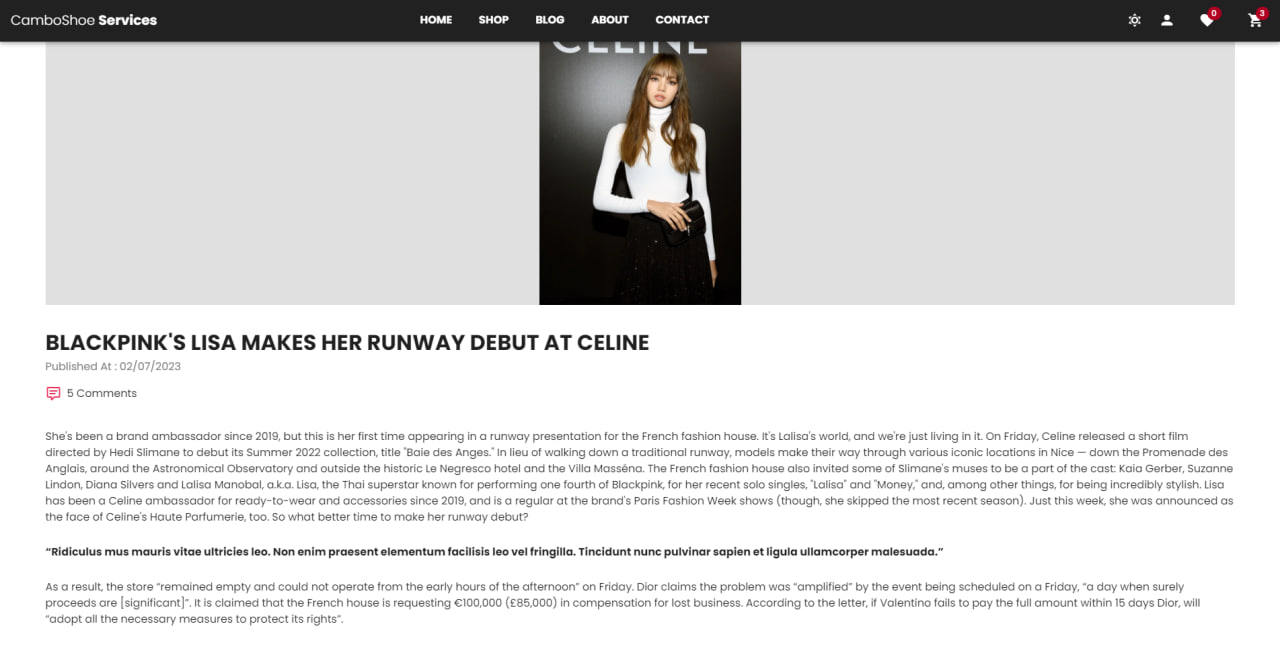 CamboShoe Services
HOME SHOP BLOG ABOUT CONTACT
0 3
CELINE
BLACKPINK'S LISA MAKES HER RUNWAY DEBUT AT CELINE
Published At : 02/07/2023
5 Comments
She's been a brand ambassador since 2019, but this is her first time appearing in a runway presentation for the French fashion house. It's Lalisa's world, and we're just living in it. On Friday, Celine released a short film
directed by Hedi Slimane to debut its Summer 2022 collection, title "Baie des Anges." In lieu of walking down a traditional runway, models make their way through various iconic locations in Nice — down the Promenade des
Anglais, around the Astronomical Observatory and outside the historic Le Negresco hotel and the Villa Masséna. The French fashion house also invited some of Slimane's muses to be a part of the cast: Kaia Gerber, Suzanne
Lindon, Diana Silvers and Lalisa Manobal, a.k.a. Lisa, the Thai superstar known for performing one fourth of Blackpink, for her recent solo singles, "Lalisa" and "Money," and, among other things, for being incredibly stylish. Lisa
has been a Celine ambassador for ready-to-wear and accessories since 2019, and is a regular at the brand's Paris Fashion Week shows (though, she skipped the most recent season). Just this week, she was announced as
the face of Celine's Haute Parfumerie, too. So what better time to make her runway debut?
“Ridiculus mus mauris vitae ultricies leo. Non enim praesent elementum facilisis leo vel fringilla. Tincidunt nunc pulvinar sapien et ligula ullamcorper malesuada.”
As a result, the store “remained empty and could not operate from the early hours of the afternoon” on Friday. Dior claims the problem was “amplified” by the event being scheduled on a Friday, “a day when surely
proceeds are [significant]”. It is claimed that the French house is requesting €100,000 (£85,000) in compensation for lost business. According to the letter, if Valentino fails to pay the full amount within 15 days Dior, will
“adopt all the necessary measures to protect its rights”.